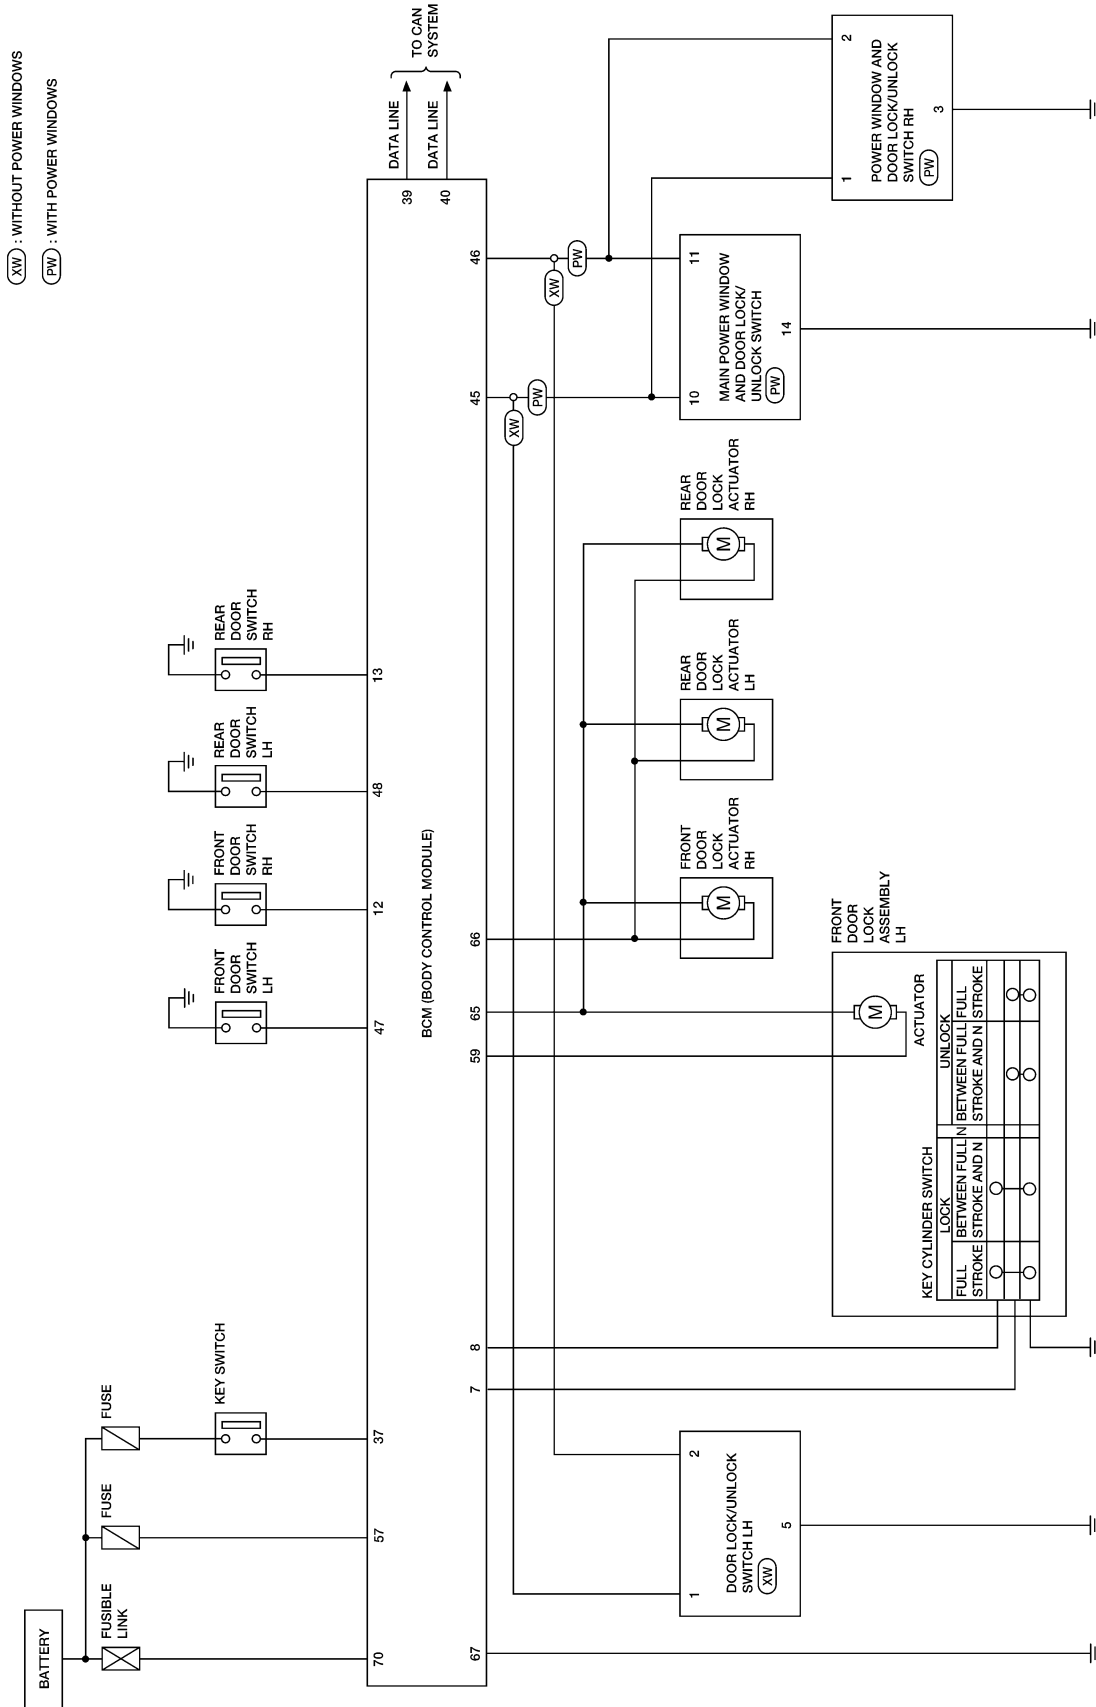 XW : WITHOUT POWER WINDOWS
PW : WITH POWER WINDOWS
BATTERY
FUSIBLE
LINK
FUSE
FUSE
KEY SWITCH
FRONT
DOOR
SWITCH
LH
FRONT
DOOR
SWITCH
RH
REAR
DOOR
SWITCH
LH
REAR
DOOR
SWITCH
RH
70
57
37
47
12
48
13
BCM (BODY CONTROL MODULE)
39
40
DATA LINE
DATA LINE
TO CAN
SYSTEM
67
7
8
59
65
66
45
46
XW
PW
XW
PW
1
2
DOOR LOCK/UNLOCK
SWITCH LH
XW
5
FRONT
DOOR
LOCK
ACTUATOR
RH
M
REAR
DOOR
LOCK
ACTUATOR
LH
M
REAR
DOOR
LOCK
ACTUATOR
RH
M
10
11
MAIN POWER WINDOW
AND DOOR LOCK/
UNLOCK SWITCH
PW
14
FRONT
DOOR
LOCK
ASSEMBLY
LH
M
ACTUATOR
KEY CYLINDER SWITCH
LOCK
UNLOCK
FULL
STROKE
BETWEEN FULL
STROKE AND N
N
BETWEEN FULL
STROKE AND N
FULL
STROKE
1
2
POWER WINDOW AND
DOOR LOCK/UNLOCK
SWITCH RH
PW
3